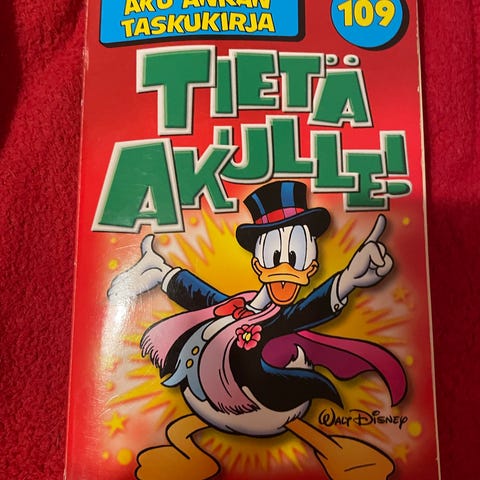 AKU ANKAN
TASKUKIRJA
109
TIETÄ
AKULLE!
WALT DISNEY